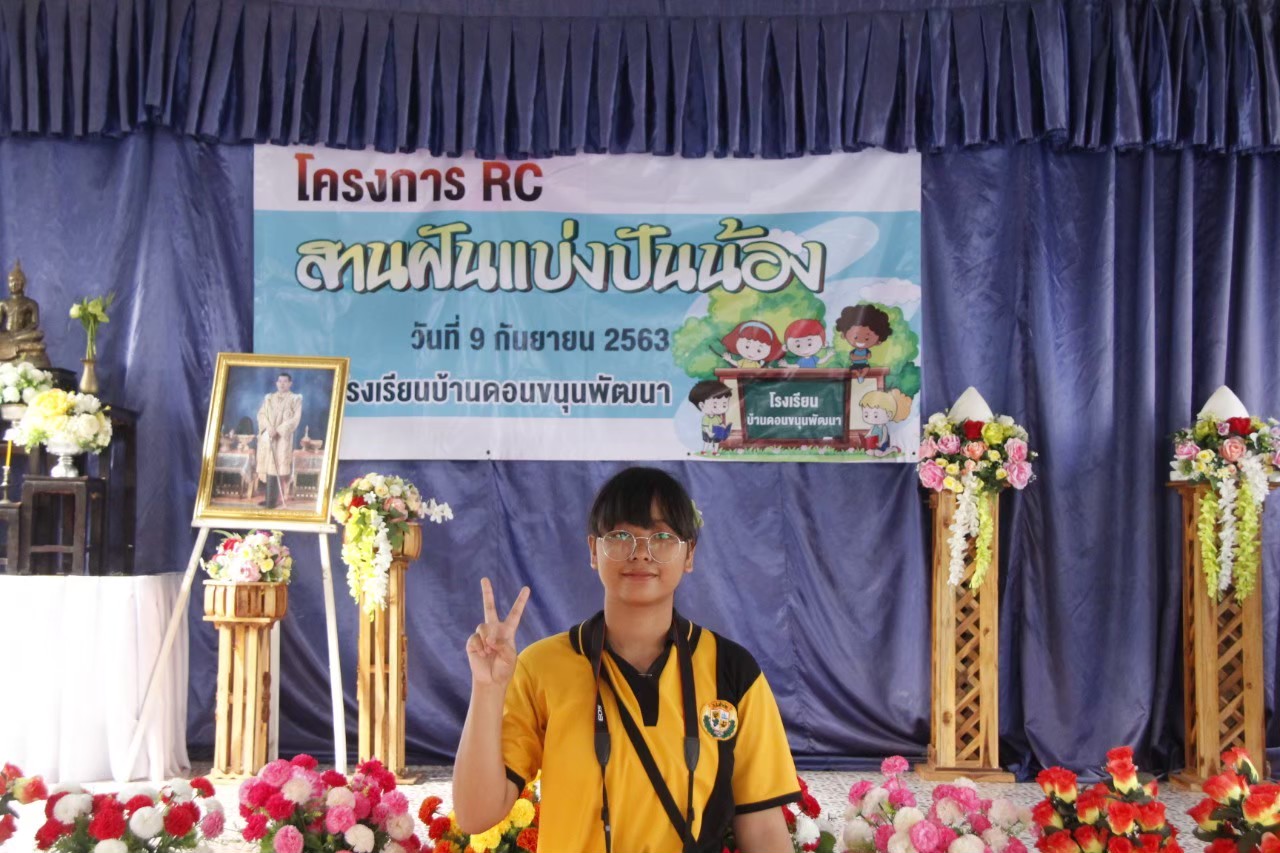 โครงการ RC
สานฝันแบ่งปันน้อง
วันที่ 9 กันยายน 2563
รงเรียนบ้านดอนขนุนพัฒนา
โรงเรียน
บ้านดอนขนุนพัฒนา